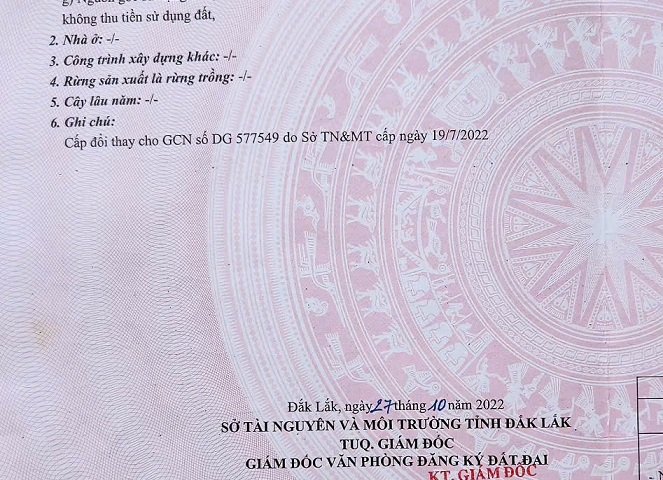 không thu tiền sử dụng đất,
2. Nhà ở: -/-
3. Công trình xây dựng khác: -/-
4. Rừng sản xuất là rừng trồng: -/-
5. Cây lâu năm: -/-
6. Ghi chú:
Cấp đổi thay cho GCN số DG 577549 do Sở TN&MT cấp ngày 19/7/2022
Đắk Lắk, ngày 27 tháng 10 năm 2022
SỞ TÀI NGUYÊN VÀ MÔI TRƯỜNG TỈNH ĐẮK LẮK
TUQ. GIÁM ĐỐC
GIÁM ĐỐC VĂN PHÒNG ĐĂNG KÝ ĐẤT ĐAI
KT. GIÁM ĐỐC